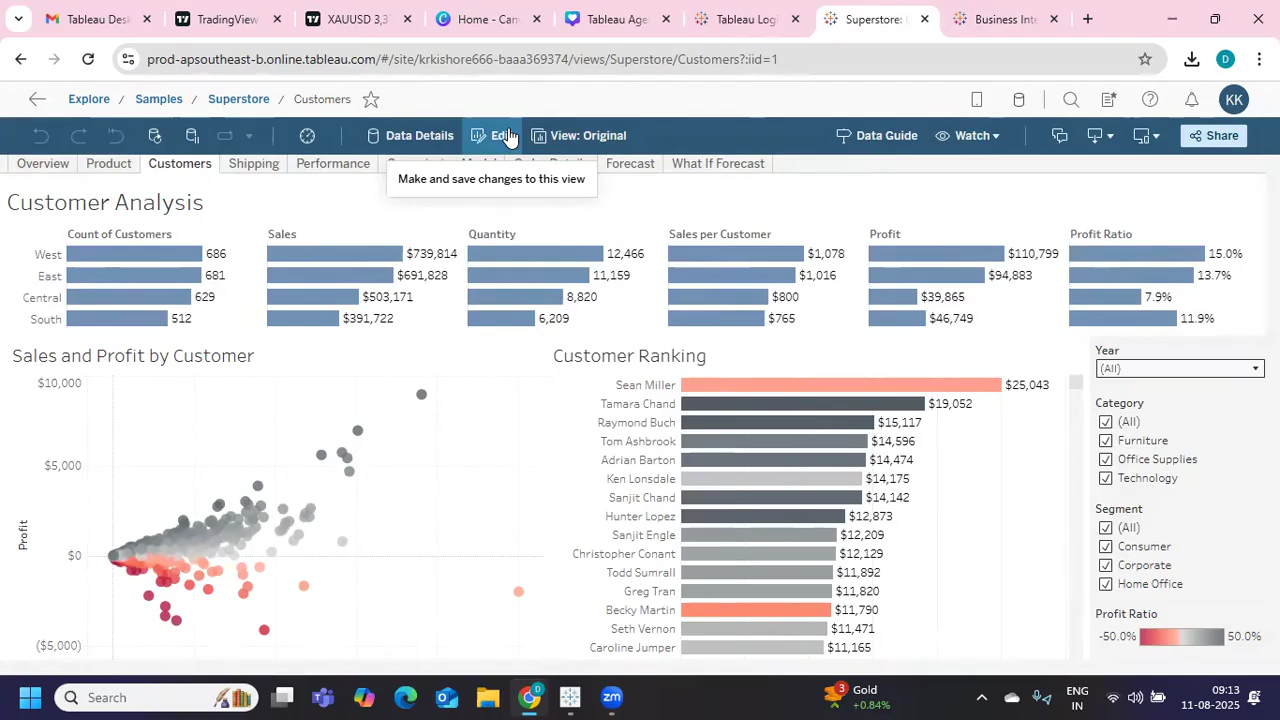 Tableau Desk
TradingView
XAUUSD 3,3
Home - Can
Tableau Age
Tableau Logi
Superstore:
Business Inte
prod-apsoutheast-b.online.tableau.com/#/site/krkishore666-baaa369374/views/Superstore/Customers?:iid=1
D
Explore / Samples / Superstore / Customers
KK
Data Details
View: Original
Data Guide
Watch
Share
Overview Product Customers Shipping Performance Forecast What If Forecast
Make and save changes to this view
Customer Analysis
Count of Customers Sales Quantity Sales per Customer Profit Profit Ratio
West 686 $739,814 12,466 $1,078 $110,799 15.0%
East 681 $691,828 11,159 $1,016 $94,883 13.7%
Central 629 $503,171 8,820 $800 $39,865 7.9%
South 512 $391,722 6,209 $765 $46,749 11.9%
Sales and Profit by Customer
$10,000
$5,000
$0
($5,000)
Profit
Customer Ranking
Sean Miller $25,043
Tamara Chand $19,052
Raymond Buch $15,117
Tom Ashbrook $14,596
Adrian Barton $14,474
Ken Lonsdale $14,175
Sanjit Chand $14,142
Hunter Lopez $12,873
Sanjit Engle $12,209
Christopher Conant $12,129
Todd Sumrall $11,892
Greg Tran $11,820
Becky Martin $11,790
Seth Vernon $11,471
Caroline Jumper $11,165
Year
(All)
Category
(All)
Furniture
Office Supplies
Technology
Segment
(All)
Consumer
Corporate
Home Office
Profit Ratio
-50.0% 50.0%
Search
3
Gold
+0.84%
ENG
IN
09:13
11-08-2025